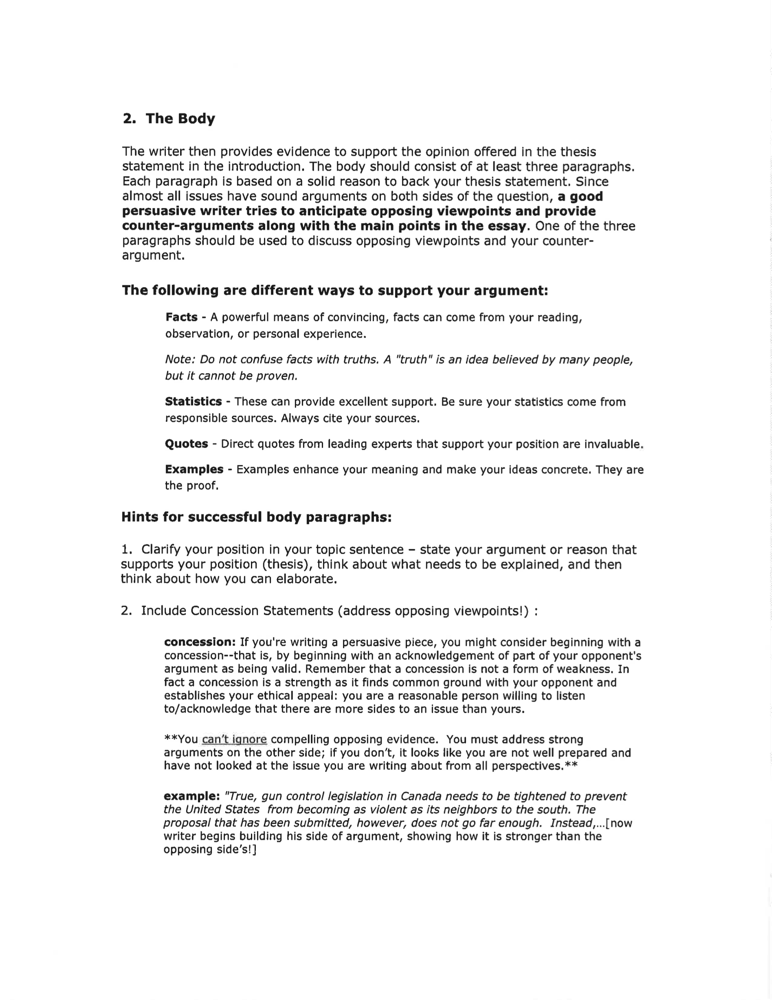 2. The Body
The writer then provides evidence to support the opinion offered in the thesis
statement in the introduction. The body should consist of at least three paragraphs.
Each paragraph is based on a solid reason to back your thesis statement. Since
almost all issues have sound arguments on both sides of the question, a good
persuasive writer tries to anticipate opposing viewpoints and provide
counter-arguments along with the main points in the essay. One of the three
paragraphs should be used to discuss opposing viewpoints and your counter-
argument.
The following are different ways to support your argument:
Facts - A powerful means of convincing, facts can come from your reading,
observation, or personal experience.
Note: Do not confuse facts with truths. A "truth" is an idea believed by many people,
but it cannot be proven.
Statistics - These can provide excellent support. Be sure your statistics come from
responsible sources. Always cite your sources.
Quotes - Direct quotes from leading experts that support your position are invaluable.
Examples - Examples enhance your meaning and make your ideas concrete. They are
the proof.
Hints for successful body paragraphs:
1. Clarify your position in your topic sentence – state your argument or reason that
supports your position (thesis), think about what needs to be explained, and then
think about how you can elaborate.
2. Include Concession Statements (address opposing viewpoints!) :
concession: If you're writing a persuasive piece, you might consider beginning with a
concession--that is, by beginning with an acknowledgement of part of your opponent's
argument as being valid. Remember that a concession is not a form of weakness. In
fact a concession is a strength as it finds common ground with your opponent and
establishes your ethical appeal: you are a reasonable person willing to listen
to/acknowledge that there are more sides to an issue than yours.
**You can't ignore compelling opposing evidence. You must address strong
arguments on the other side; if you don't, it looks like you are not well prepared and
have not looked at the issue you are writing about from all perspectives.**
example: "True, gun control legislation in Canada needs to be tightened to prevent
the United States from becoming as violent as its neighbors to the south. The
proposal that has been submitted, however, does not go far enough. Instead,...[now
writer begins building his side of argument, showing how it is stronger than the
opposing side's!]